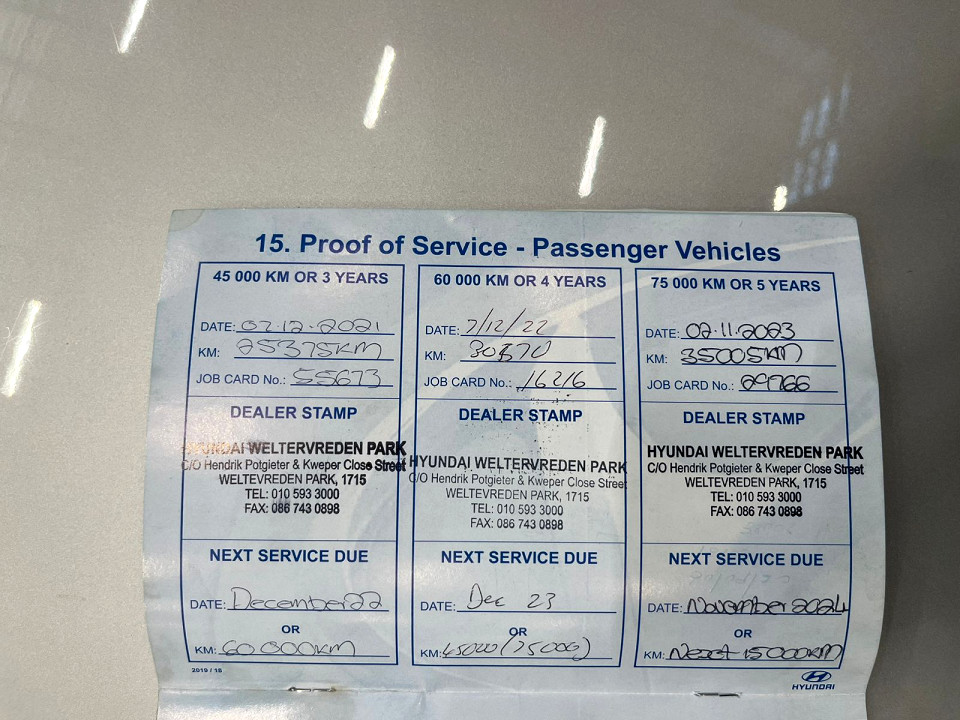 15. Proof of Service - Passenger Vehicles
45 000 KM OR 3 YEARS
DATE: 02.12.2021
KM: 25375KM
JOB CARD No.: 55673
DEALER STAMP
HYUNDAI WELTERVREDEN PARK
C/O Hendrik Potgieter & Kweper Close Street
WELTEVREDEN PARK, 1715
TEL: 010 593 3000
FAX: 086 743 0898
NEXT SERVICE DUE
DATE: December 22
OR
KM: 60 000KM
60 000 KM OR 4 YEARS
DATE: 7/12/22
KM: 30570
JOB CARD No.: 16216
DEALER STAMP
HYUNDAI WELTERVREDEN PARK
C/O Hendrik Potgieter & Kweper Close Street
WELTEVREDEN PARK, 1715
TEL: 010 593 3000
FAX: 086 743 0898
NEXT SERVICE DUE
DATE: Dec 23
OR
KM: 45000 (75000)
75 000 KM OR 5 YEARS
DATE: 02.11.2023
KM: 35005KM
JOB CARD No.: 29766
DEALER STAMP
HYUNDAI WELTERVREDEN PARK
C/O Hendrik Potgieter & Kweper Close Street
WELTEVREDEN PARK, 1715
TEL: 010 593 3000
FAX: 086 743 0898
NEXT SERVICE DUE
DATE: November 2024
OR
KM: Next 15000KM
2019 / 18
HYUNDAI